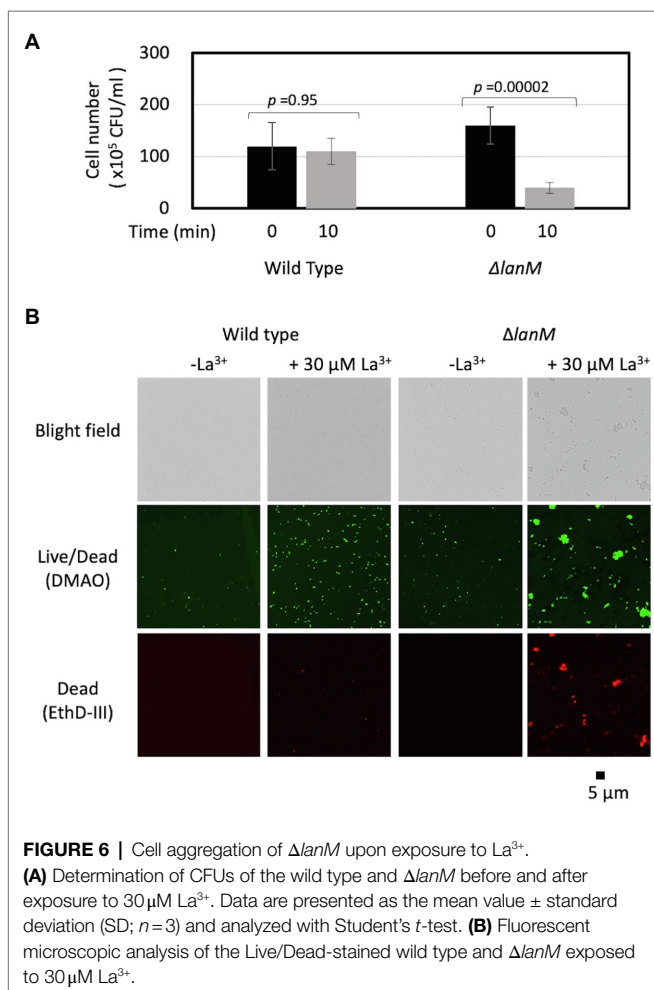 A
Cell number
( x10⁵ CFU/ml )
300
200
100
0
p =0.95
p =0.00002
Time (min) 0 10 0 10
Wild Type ΔlanM
B
Wild type ΔlanM
-La³⁺ + 30 μM La³⁺ -La³⁺ + 30 μM La³⁺
Blight field
Live/Dead
(DMAO)
Dead
(EthD-III)
5 μm
FIGURE 6 | Cell aggregation of ΔlanM upon exposure to La³⁺.
(A) Determination of CFUs of the wild type and ΔlanM before and after
exposure to 30 μM La³⁺. Data are presented as the mean value ± standard
deviation (SD; n = 3) and analyzed with Student's t-test. (B) Fluorescent
microscopic analysis of the Live/Dead-stained wild type and ΔlanM exposed
to 30 μM La³⁺.